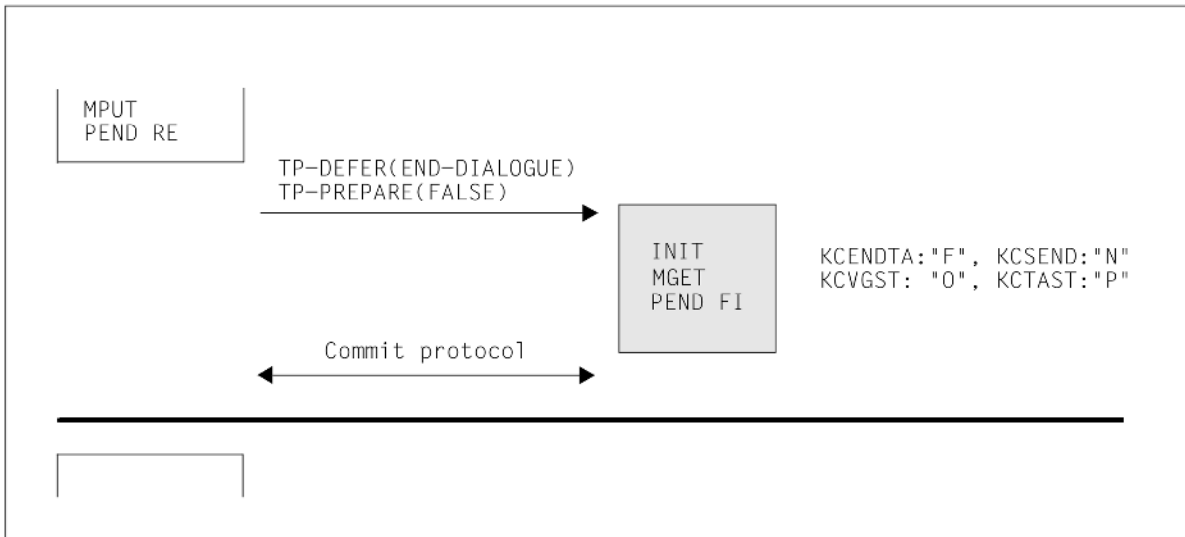 MPUT
PEND RE
TP-DEFER(END-DIALOGUE)
TP-PREPARE(FALSE)
INIT
MGET
PEND FI
KCENDTA:"F", KCSEND:"N"
KCVGST: "O", KCTAST:"P"
Commit protocol